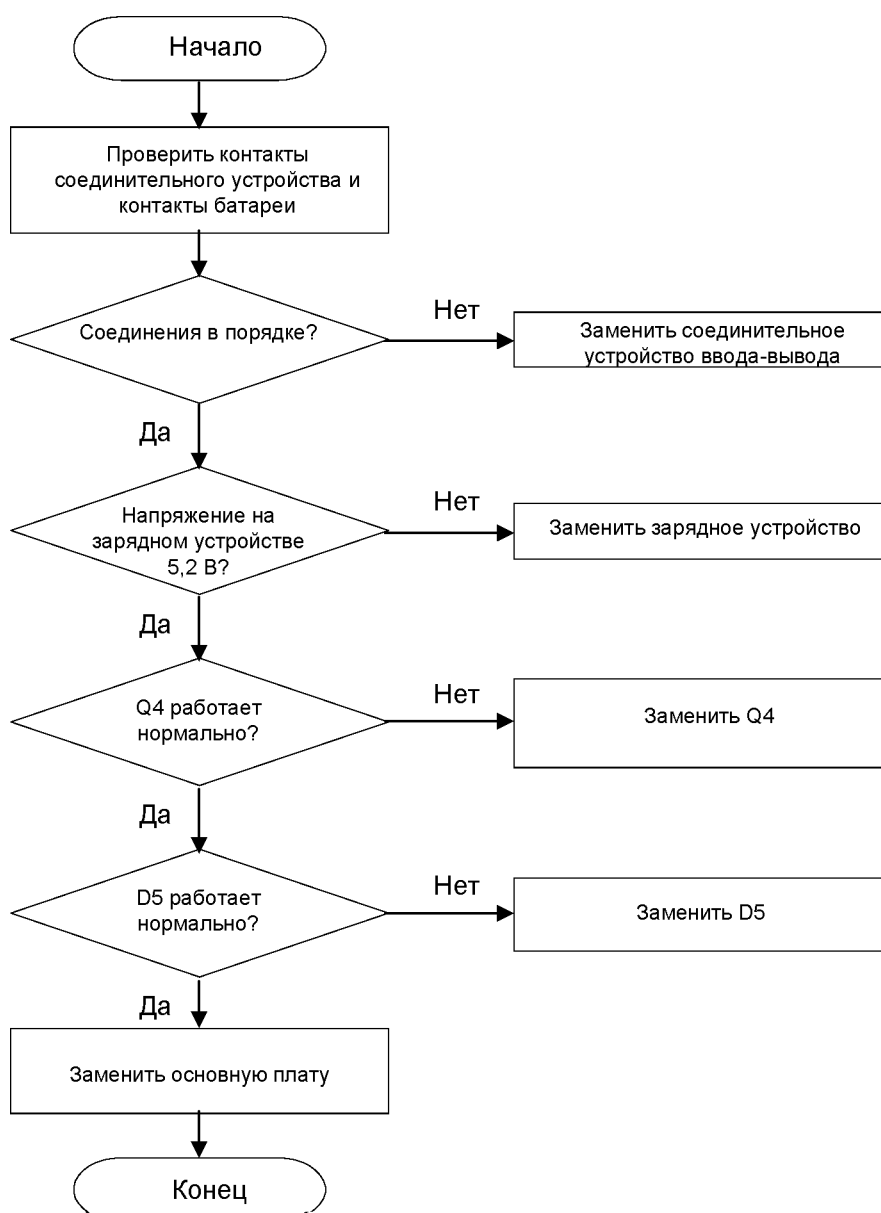 Начало
Проверить контакты
соединительного устройства и
контакты батареи
Соединения в порядке?
Нет
Заменить соединительное
устройство ввода-вывода
Да
Напряжение на
зарядном устройстве
5,2 В?
Нет
Заменить зарядное устройство
Да
Q4 работает
нормально?
Нет
Заменить Q4
Да
D5 работает
нормально?
Нет
Заменить D5
Да
Заменить основную плату
Конец